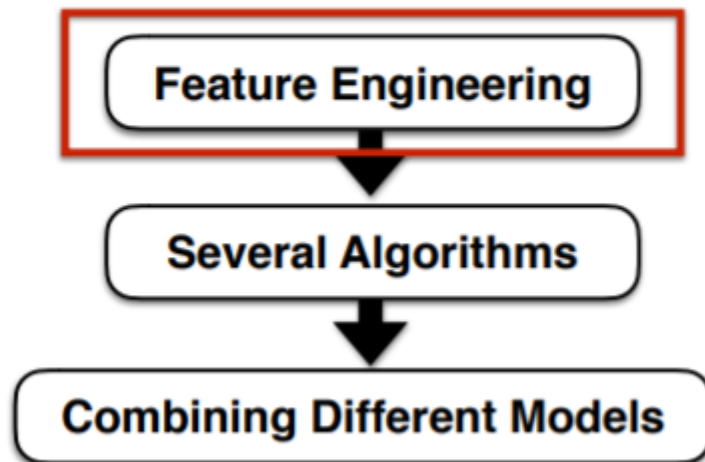 Feature Engineering
Several Algorithms
Combining Different Models